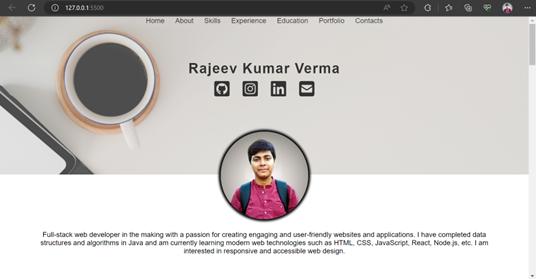 127.0.0.1:5500
Home About Skills Experience Education Portfolio Contacts
Rajeev Kumar Verma
Full-stack web developer in the making with a passion for creating engaging and user-friendly websites and applications. I have completed data
structures and algorithms in Java and am currently learning modern web technologies such as HTML, CSS, JavaScript, React, Node.js, etc. I am
interested in responsive and accessible web design.